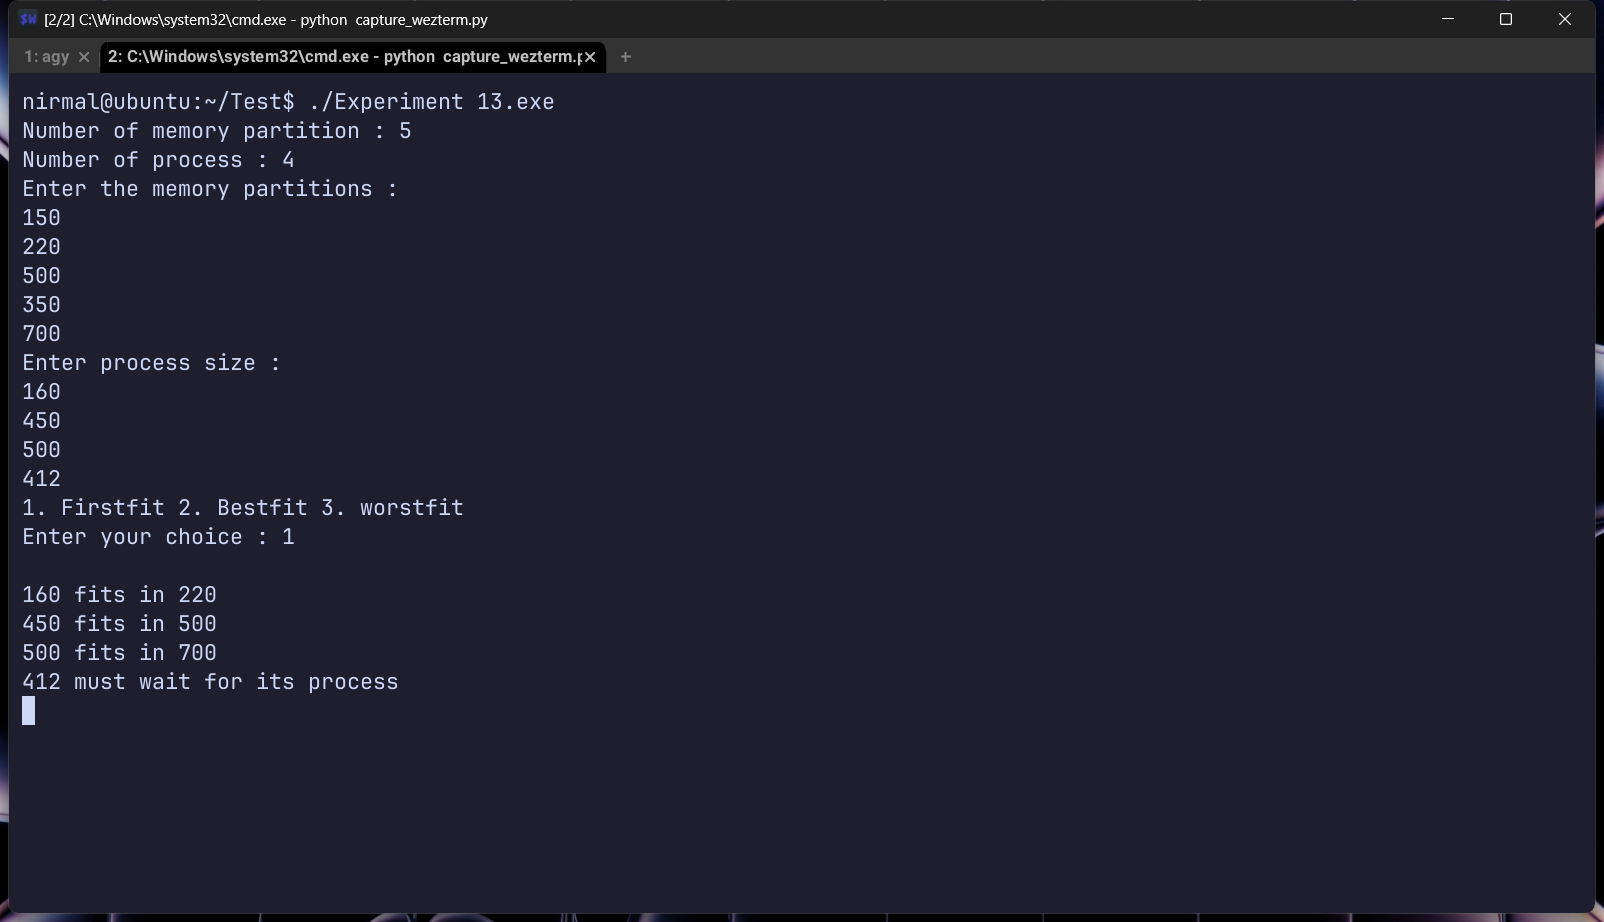 [2/2] C:\Windows\system32\cmd.exe - python  capture_wezterm.py
1: agy
2: C:\Windows\system32\cmd.exe - python  capture_wezterm.p
nirmal@ubuntu:~/Test$ ./Experiment 13.exe
Number of memory partition : 5
Number of process : 4
Enter the memory partitions :
150
220
500
350
700
Enter process size :
160
450
500
412
1. Firstfit 2. Bestfit 3. worstfit
Enter your choice : 1
160 fits in 220
450 fits in 500
500 fits in 700
412 must wait for its process